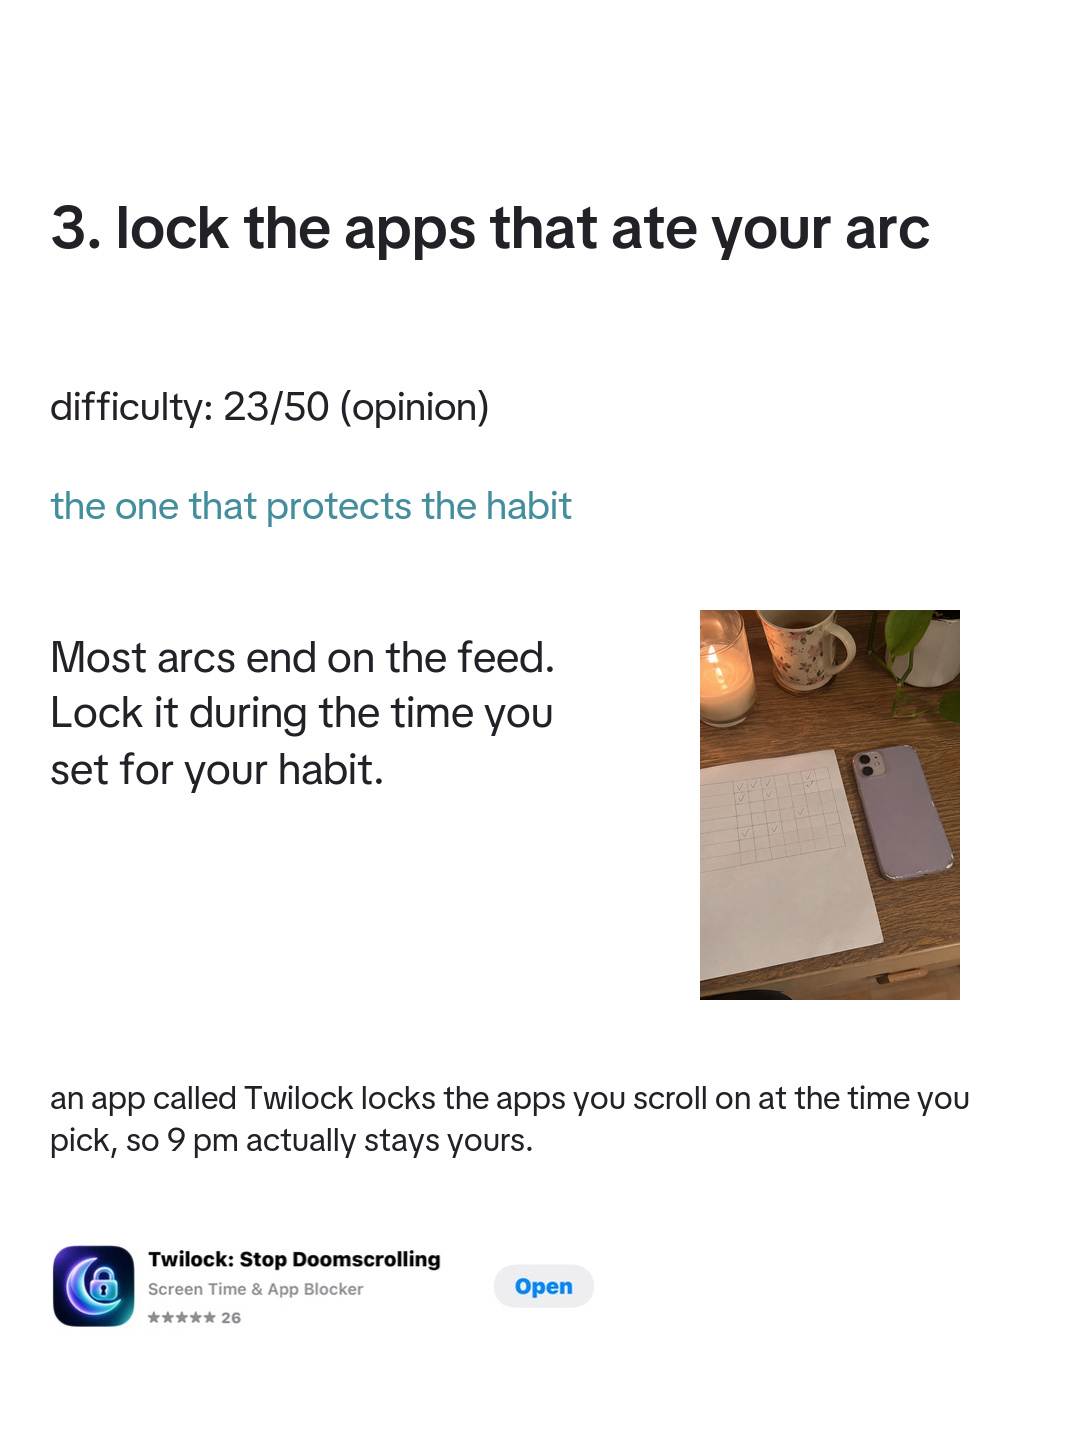 3. lock the apps that ate your arc
difficulty: 23/50 (opinion)
the one that protects the habit
Most arcs end on the feed.
Lock it during the time you
set for your habit.
an app called Twilock locks the apps you scroll on at the time you
pick, so 9 pm actually stays yours.
Twilock: Stop Doomscrolling
Screen Time & App Blocker
★★★★★ 26
Open